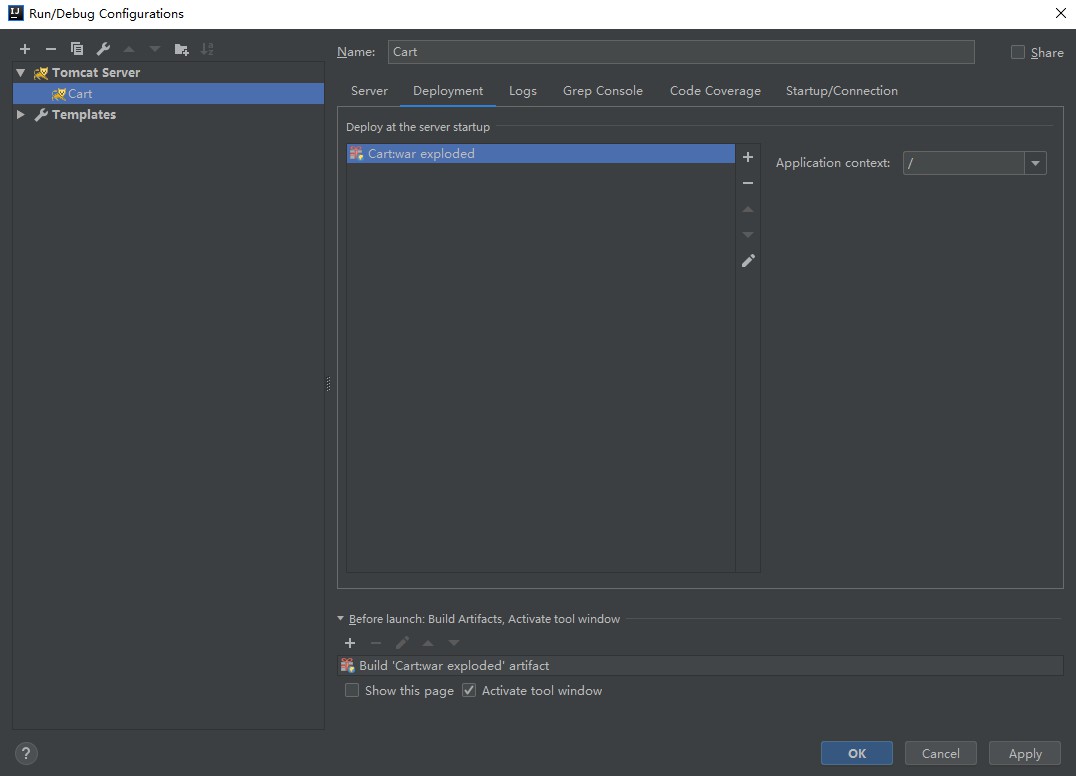 Run/Debug Configurations
Name: Cart
Share
Tomcat Server
Cart
Templates
Server Deployment Logs Grep Console Code Coverage Startup/Connection
Deploy at the server startup
Cart:war exploded
Application context: /
Before launch: Build Artifacts, Activate tool window
Build 'Cart:war exploded' artifact
Show this page Activate tool window
? OK Cancel Apply